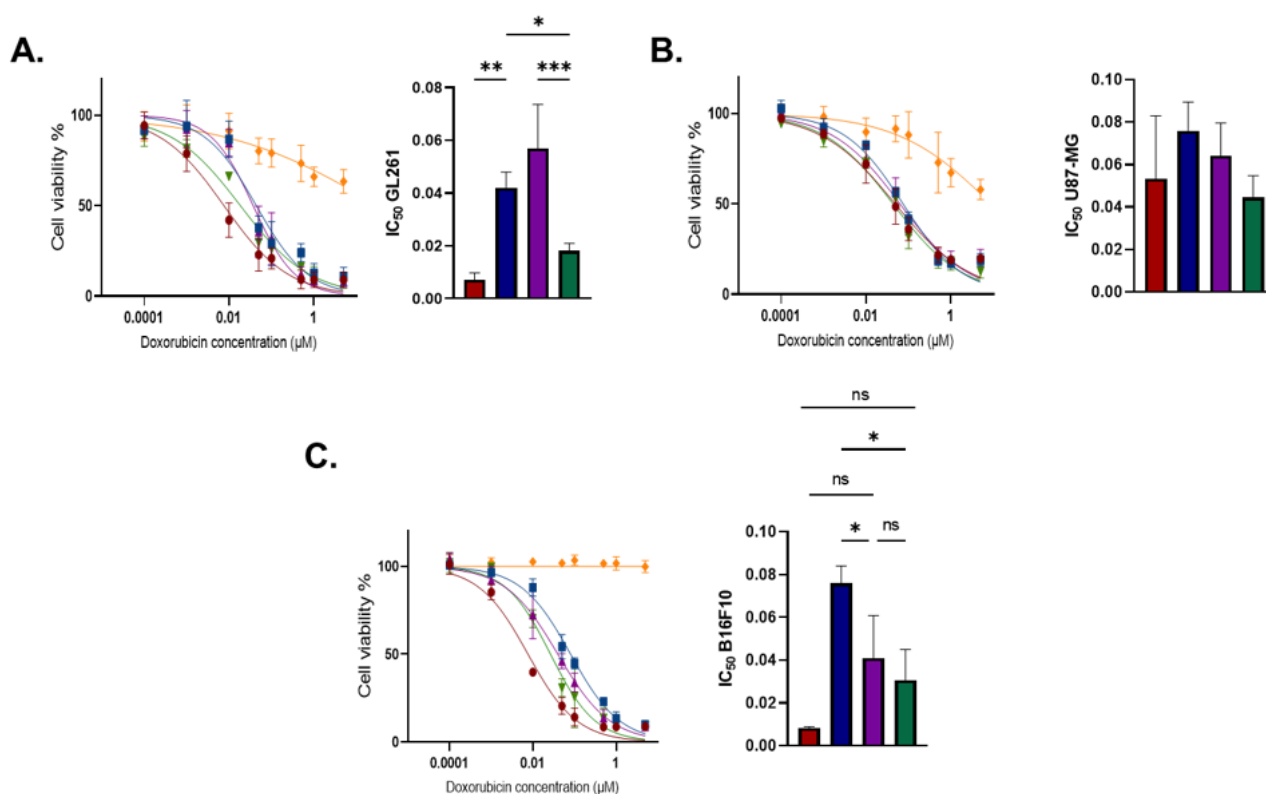 A.
Cell viability %
100
50
0
0.0001
0.01
1
Doxorubicin concentration (µM)
*
** ***
IC50 GL261
0.08
0.06
0.04
0.02
0.00
B.
Cell viability %
100
50
0
0.0001
0.01
1
Doxorubicin concentration (µM)
IC50 U87-MG
0.10
0.08
0.06
0.04
0.02
0.00
C.
Cell viability %
100
50
0
0.0001
0.01
1
Doxorubicin concentration (µM)
ns
*
ns
* ns
IC50 B16F10
0.10
0.08
0.06
0.04
0.02
0.00